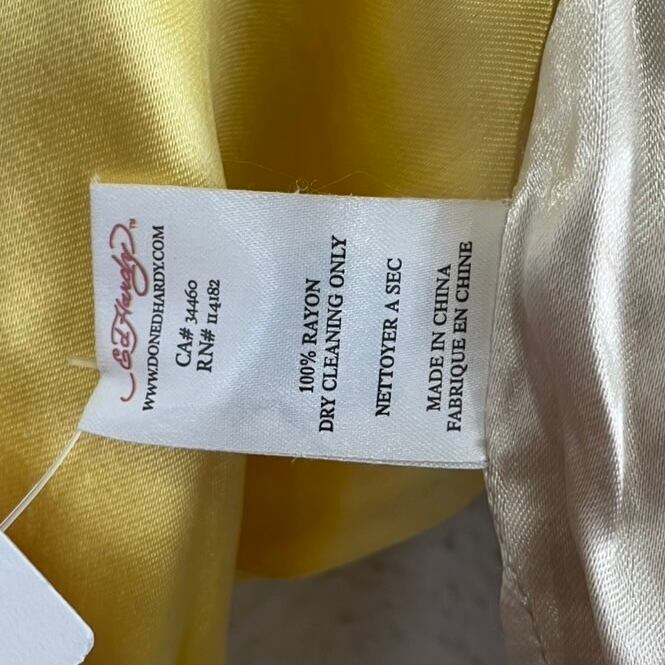 Ed Hardy™
WWW.DONEDHARDY.COM
CA# 34460
RN# 114182
100% RAYON
DRY CLEANING ONLY
NETTOYER A SEC
MADE IN CHINA
FABRIQUE EN CHINE